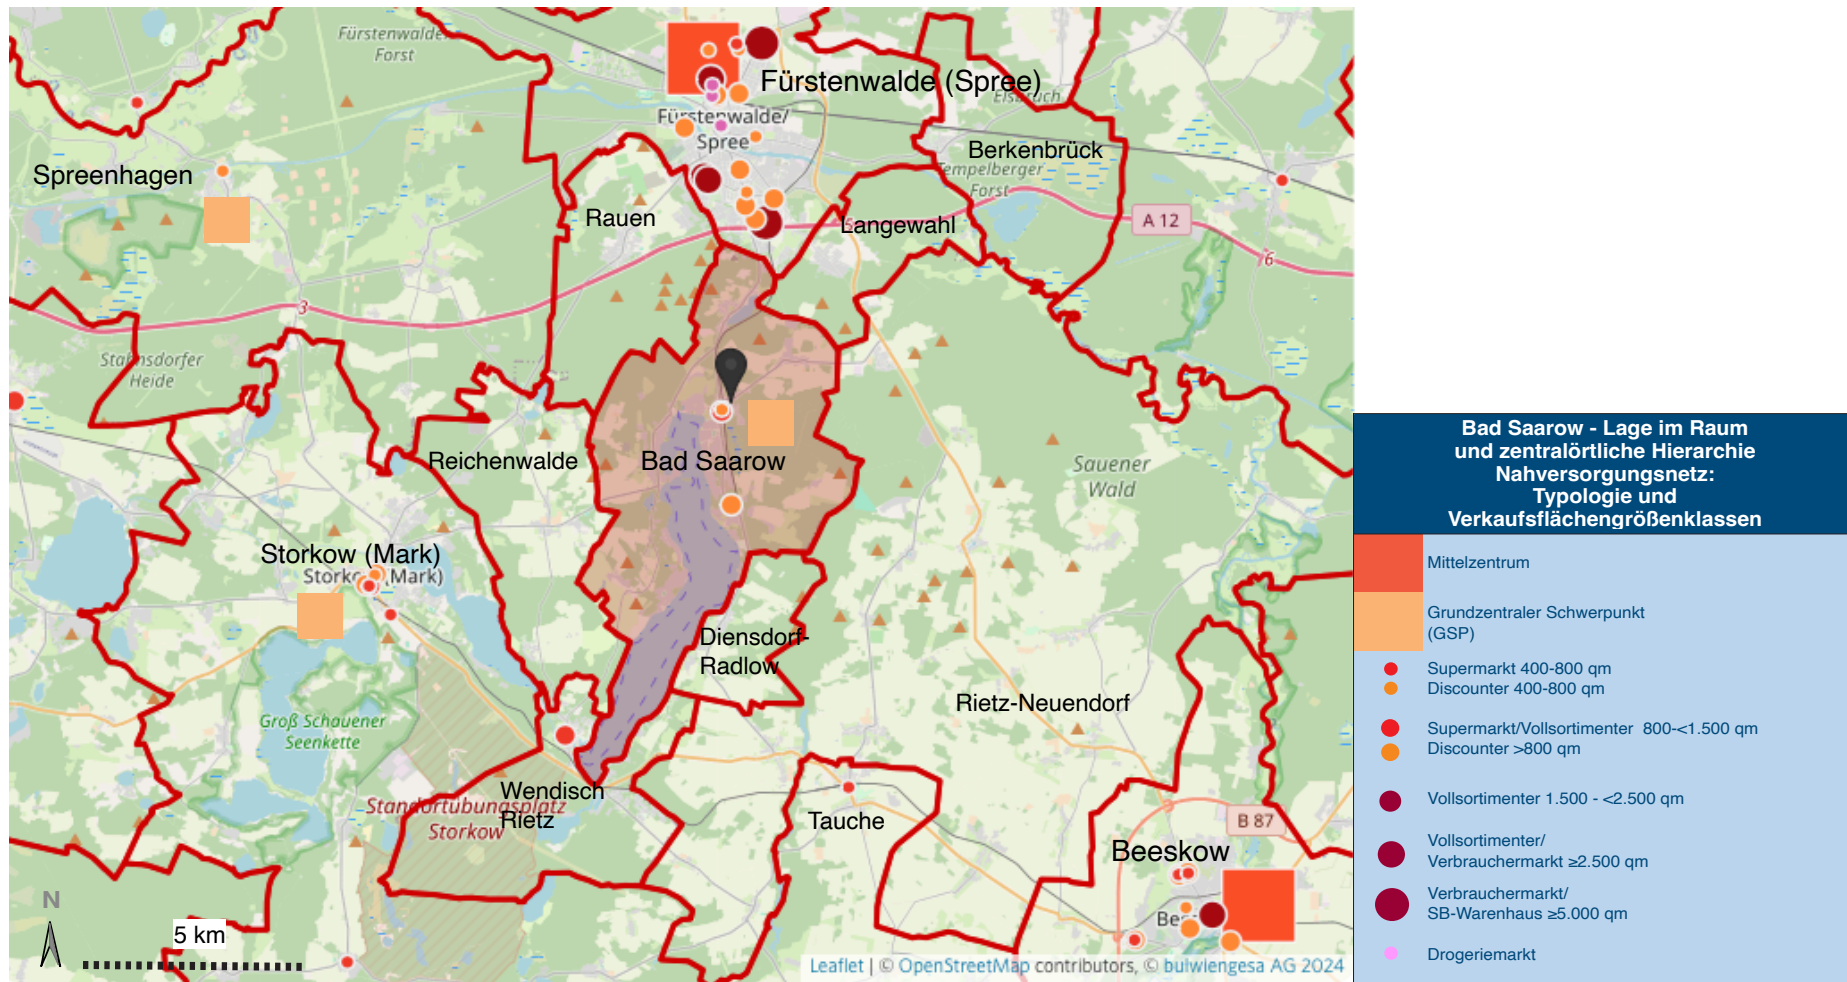 Fürstenwalder
Forst
Fürstenwalde (Spree)
Elsbruch
Fürstenwalde/
Spree
Berkenbrück
Tempelberger
Forst
Spreenhagen
Rauen
Langewahl
A 12
6
3
Stahnsdorfer
Heide
Reichenwalde
Bad Saarow
Sauener
Wald
Storkow (Mark)
Storkow (Mark)
Diensdorf-
Radlow
Rietz-Neuendorf
Groß Schauener
Seenkette
Wendisch
Rietz
Standortübungsplatz
Storkow
Tauche
B 87
Beeskow
N
5 km
Leaflet | © OpenStreetMap contributors, © bulwiengesa AG 2024
Bad Saarow - Lage im Raum
und zentralörtliche Hierarchie
Nahversorgungsnetz:
Typologie und
Verkaufsflächengrößenklassen
Mittelzentrum
Grundzentraler Schwerpunkt
(GSP)
Supermarkt 400-800 qm
Discounter 400-800 qm
Supermarkt/Vollsortimenter 800-<1.500 qm
Discounter >800 qm
Vollsortimenter 1.500 - <2.500 qm
Vollsortimenter/
Verbrauchermarkt ≥2.500 qm
Verbrauchermarkt/
SB-Warenhaus ≥5.000 qm
Drogeriemarkt